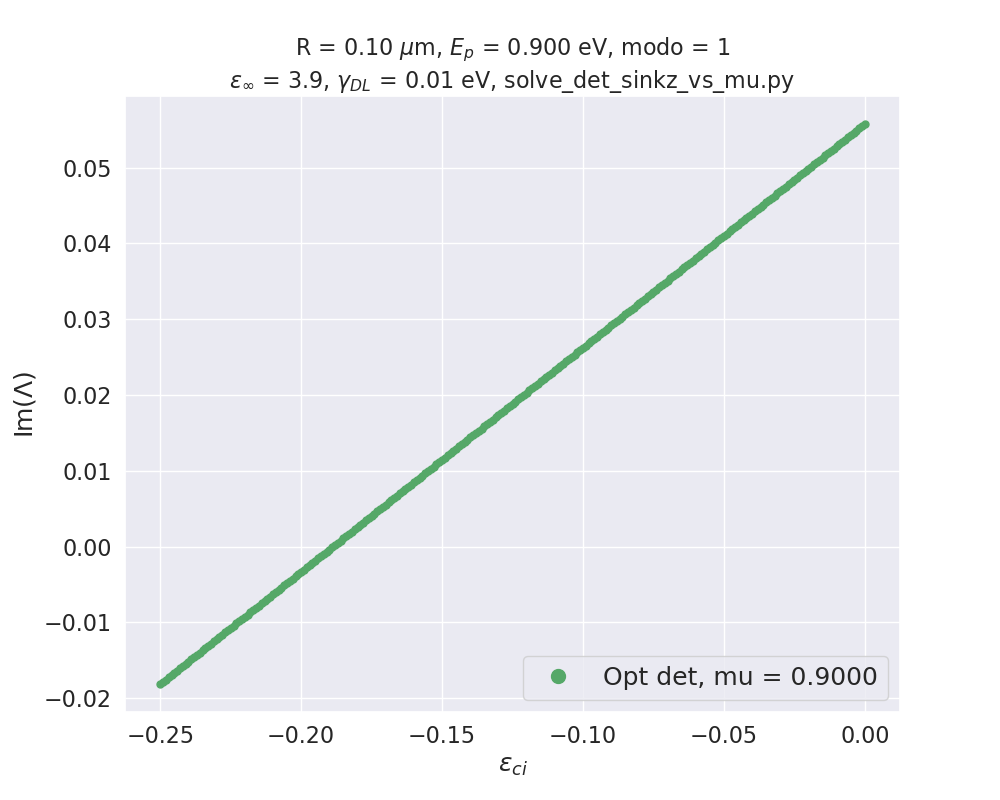 R = 0.10 μm, E_p = 0.900 eV, modo = 1
ε_∞ = 3.9, γ_DL = 0.01 eV, solve_det_sinkz_vs_mu.py
Im(Λ)
0.05
0.04
0.03
0.02
0.01
0.00
−0.01
−0.02
Opt det, mu = 0.9000
−0.25
−0.20
−0.15
−0.10
−0.05
0.00
ε_ci